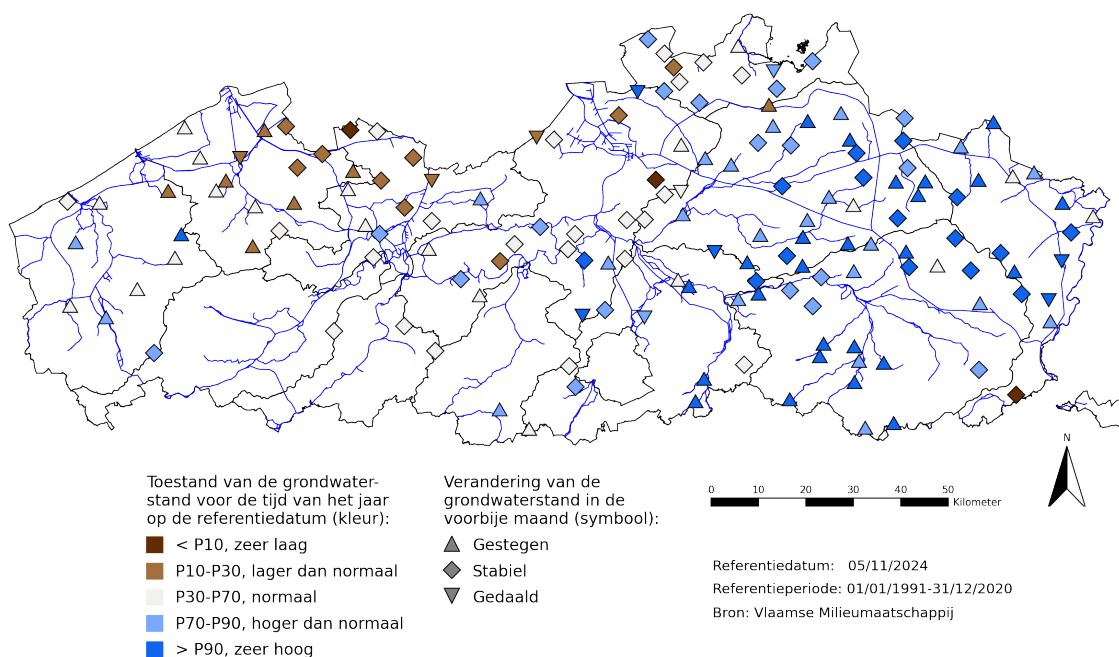 Toestand van de grondwater-
stand voor de tijd van het jaar
op de referentiedatum (kleur):
< P10, zeer laag
P10-P30, lager dan normaal
P30-P70, normaal
P70-P90, hoger dan normaal
> P90, zeer hoog
Verandering van de
grondwaterstand in de
voorbije maand (symbool):
Gestegen
Stabiel
Gedaald
0 10 20 30 40 50
Kilometer
N
Referentiedatum: 05/11/2024
Referentieperiode: 01/01/1991-31/12/2020
Bron: Vlaamse Milieumaatschappij